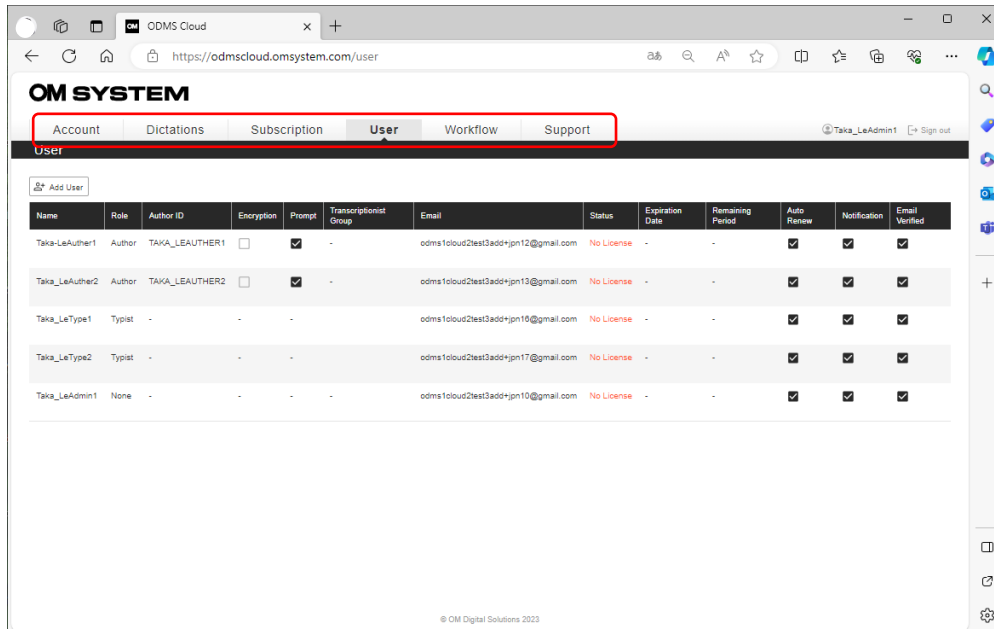 OM ODMS Cloud
https://odmscloud.omsystem.com/user
OM SYSTEM
Account Dictations Subscription User Workflow Support Taka_LeAdmin1 Sign out
User
Add User
Name Role Author ID Encryption Prompt Transcriptionist Group Email Status Expiration Date Remaining Period Auto Renew Notification Email Verified
Taka-LeAuther1 Author TAKA_LEAUTHER1 - odms1cloud2test3add+jpn12@gmail.com No License - -
Taka_LeAuther2 Author TAKA_LEAUTHER2 - odms1cloud2test3add+jpn13@gmail.com No License - -
Taka_LeType1 Typist - - - odms1cloud2test3add+jpn16@gmail.com No License - -
Taka_LeType2 Typist - - - odms1cloud2test3add+jpn17@gmail.com No License - -
Taka_LeAdmin1 None - - - - odms1cloud2test3add+jpn10@gmail.com No License - -
© OM Digital Solutions 2023